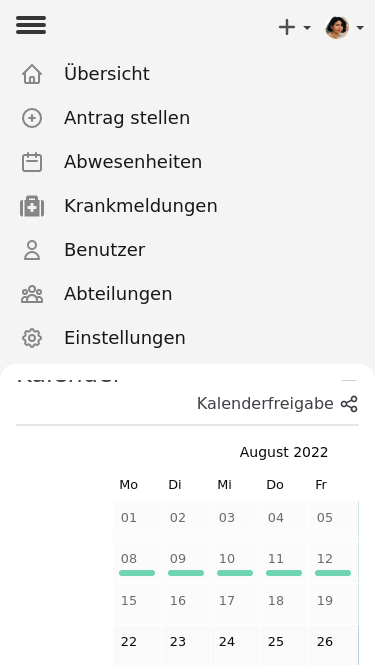 Übersicht
Antrag stellen
Abwesenheiten
Krankmeldungen
Benutzer
Abteilungen
Einstellungen
Kalenderfreigabe
August 2022
Mo Di Mi Do Fr
01 02 03 04 05
08 09 10 11 12
15 16 17 18 19
22 23 24 25 26